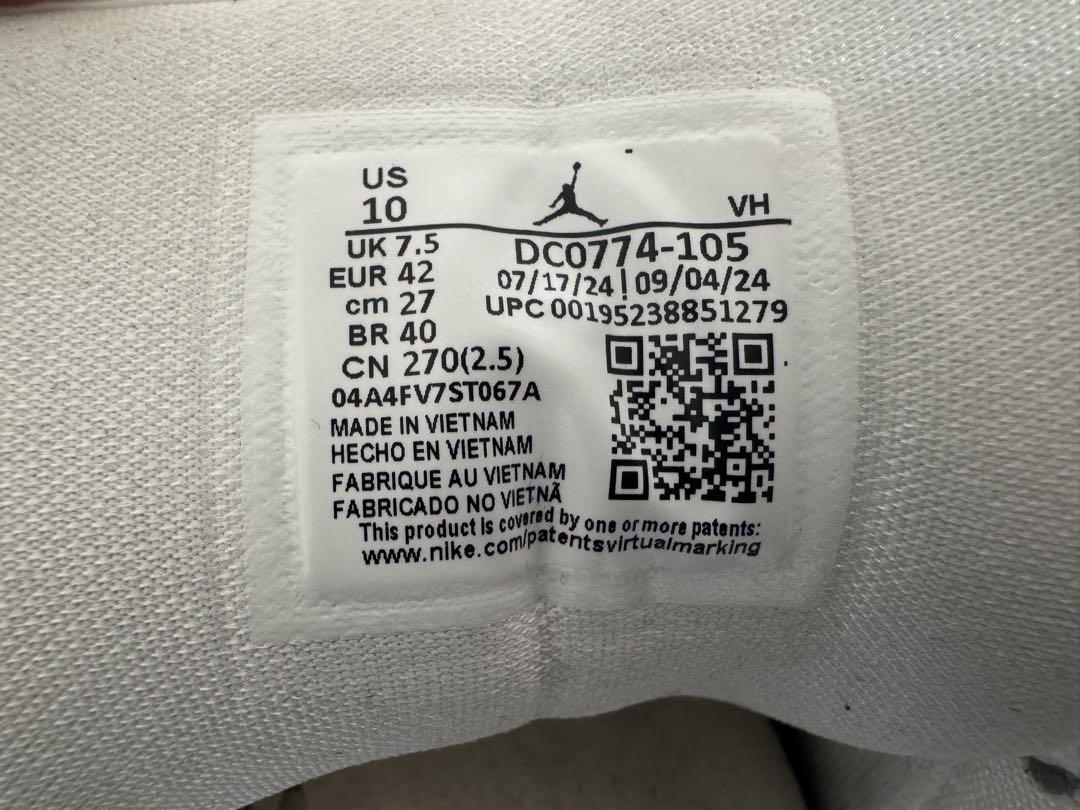 US
10
VH
UK 7.5
EUR 42
cm 27
BR 40
CN 270(2.5)
04A4FV7ST067A
MADE IN VIETNAM
HECHO EN VIETNAM
FABRIQUE AU VIETNAM
FABRICADO NO VIETNÃ
DC0774-105
07/17/24 | 09/04/24
UPC 00195238851279
This product is covered by one or more patents:
www.nike.com/patentsvirtualmarking